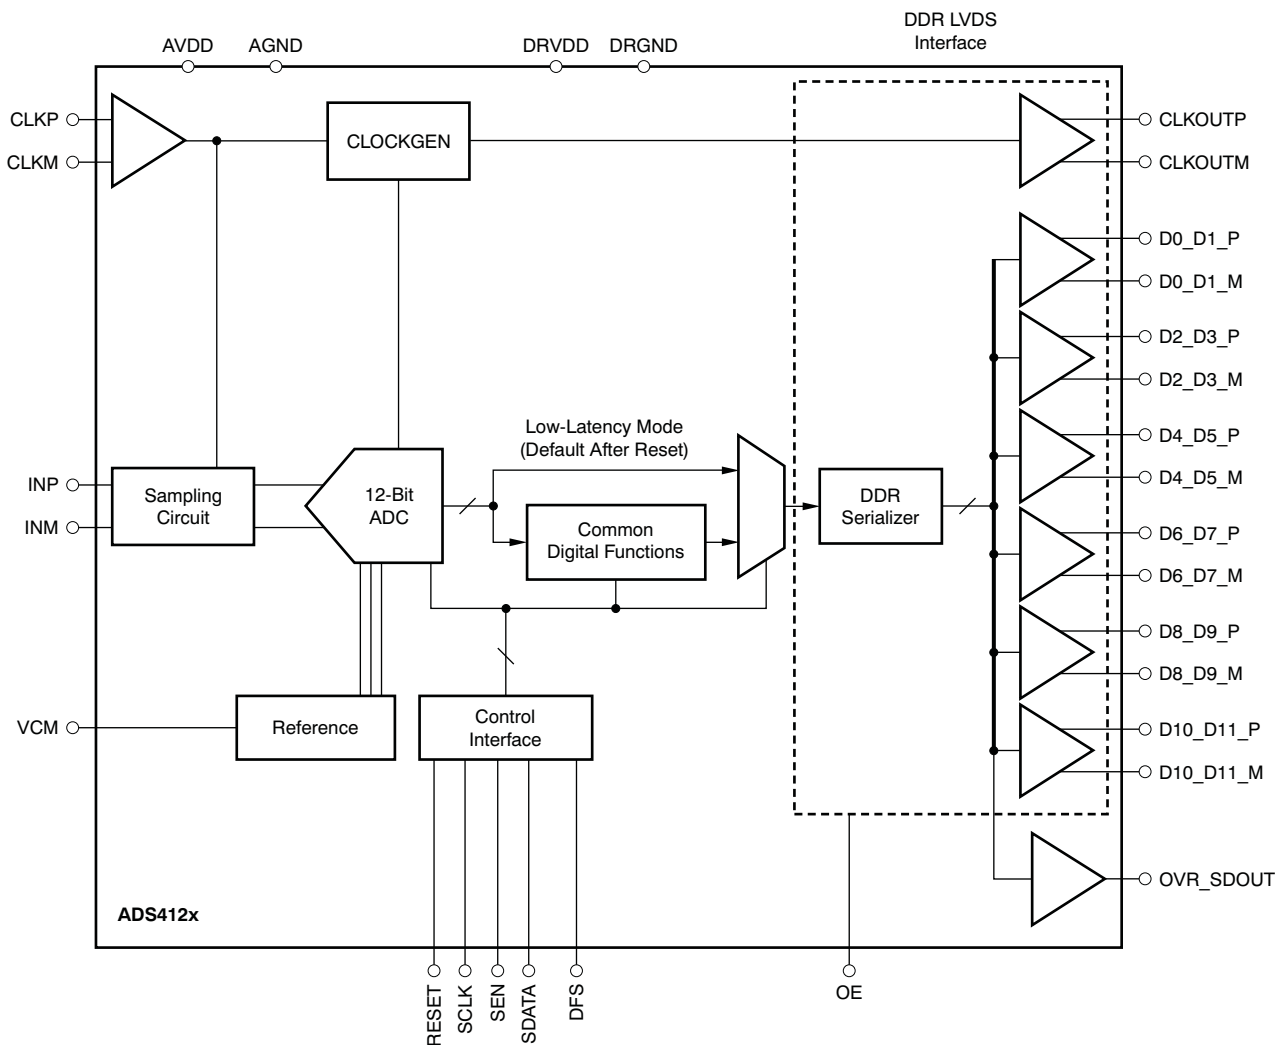 DDR LVDS
Interface
AVDD
AGND
DRVDD
DRGND
CLKP
CLKM
CLOCKGEN
CLKOUTP
CLKOUTM
D0_D1_P
D0_D1_M
D2_D3_P
D2_D3_M
Low-Latency Mode
(Default After Reset)
D4_D5_P
D4_D5_M
INP
INM
Sampling
Circuit
12-Bit
ADC
Common
Digital Functions
DDR
Serializer
D6_D7_P
D6_D7_M
D8_D9_P
D8_D9_M
VCM
Reference
Control
Interface
D10_D11_P
D10_D11_M
OVR_SDOUT
ADS412x
RESET
SCLK
SEN
SDATA
DFS
OE